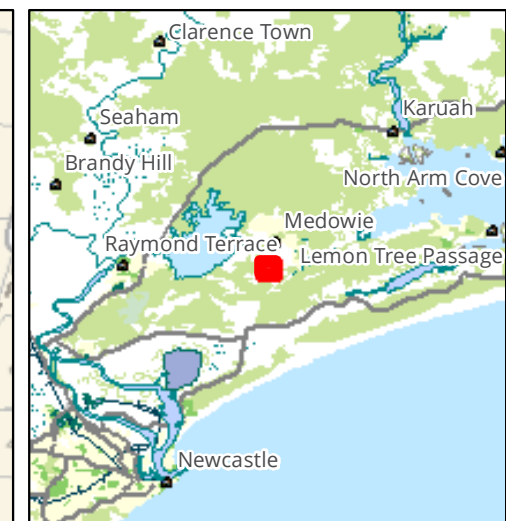 Clarence Town
Seaham
Karuah
Brandy Hill
North Arm Cove
Medowie
Raymond Terrace
Lemon Tree Passage
Newcastle